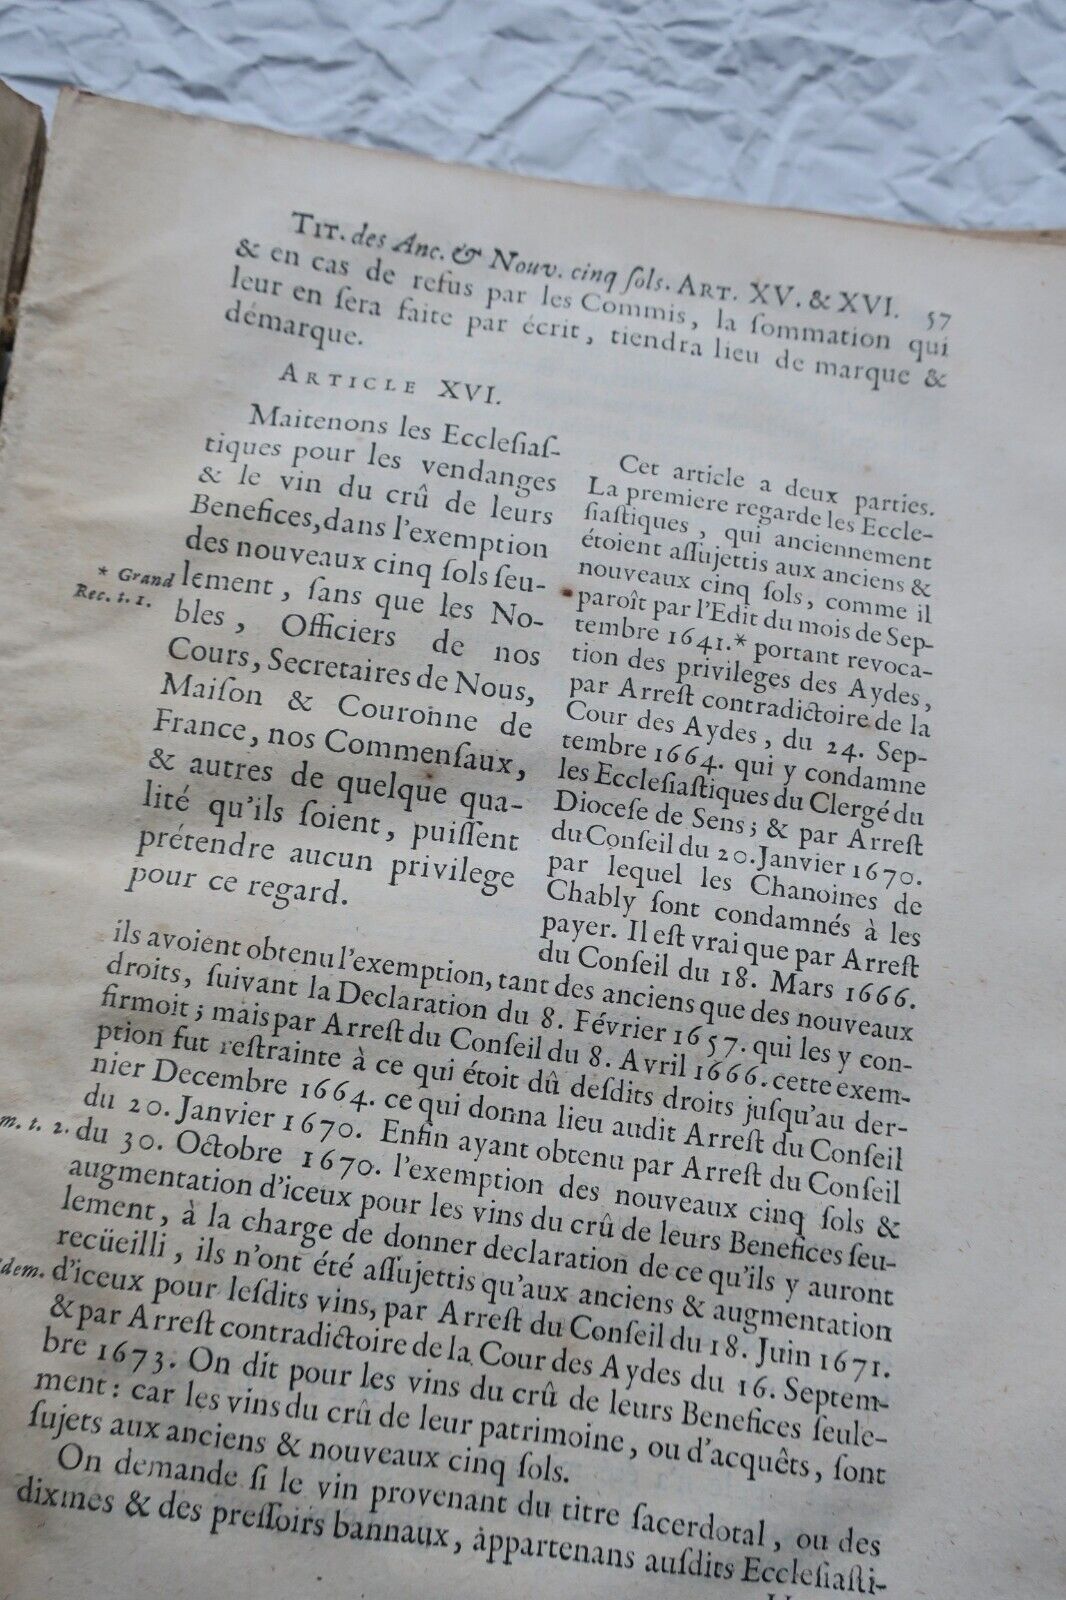 TIT. des Anc. & Nouv. cinq ſols. ART. XV. & XVI. 57
& en cas de refus par les Commis, la ſommation qui
leur en ſera faite par écrit, tiendra lieu de marque &
démarque.
ARTICLE XVI.
Maitenons les Eccleſiaſ-
tiques pour les vendanges
& le vin du crû de leurs
Benefices, dans l'exemption
des nouveaux cinq ſols ſeu-
lement, ſans que les No-
bles, Officiers de nos
Cours, Secretaires de Nous,
Maiſon & Couronne de
France, nos Commenſaux,
& autres de quelque qua-
lité qu'ils ſoient, puiſſent
prétendre aucun privilege
pour ce regard.
* Grand
Rec. t. 1.
Cet article a deux parties.
La premiere regarde les Eccle-
ſiaſtiques, qui anciennement
étoient aſſujettis aux anciens &
nouveaux cinq ſols, comme il
paroît par l'Edit du mois de Sep-
tembre 1641.* portant revoca-
tion des privileges des Aydes,
par Arreſt contradictoire de la
Cour des Aydes, du 24. Sep-
tembre 1664. qui y condamne
les Eccleſiaſtiques du Clergé du
Dioceſe de Sens; & par Arreſt
du Conſeil du 20. Janvier 1670.
par lequel les Chanoines de
Chably ſont condamnés à les
payer. Il eſt vrai que par Arreſt
du Conſeil du 18. Mars 1666.
ils avoient obtenu l'exemption, tant des anciens que des nouveaux
droits, ſuivant la Declaration du 8. Février 1657. qui les y con-
firmoit; mais par Arreſt du Conſeil du 8. Avril 1666. cette exem-
ption fut reſtrainte à ce qui étoit dû deſdits droits juſqu'au der-
nier Decembre 1664. ce qui donna lieu audit Arreſt du Conſeil
du 20. Janvier 1670. Enfin ayant obtenu par Arreſt du Conſeil
m. t. 2. du 30. Octobre 1670. l'exemption des nouveaux cinq ſols &
augmentation d'iceux pour les vins du crû de leurs Benefices ſeu-
lement, à la charge de donner declaration de ce qu'ils y auront
recüeilli, ils n'ont été aſſujettis qu'aux anciens & augmentation
dem. d'iceux pour leſdits vins, par Arreſt du Conſeil du 18. Juin 1671.
& par Arreſt contradictoire de la Cour des Aydes du 16. Septem-
bre 1673. On dit pour les vins du crû de leurs Benefices ſeule-
ment: car les vins du crû de leur patrimoine, ou d'acquêts, ſont
ſujets aux anciens & nouveaux cinq ſols.
On demande ſi le vin provenant du titre ſacerdotal, ou des
dixmes & des preſſoirs bannaux, appartenans auſdits Eccleſiaſti-